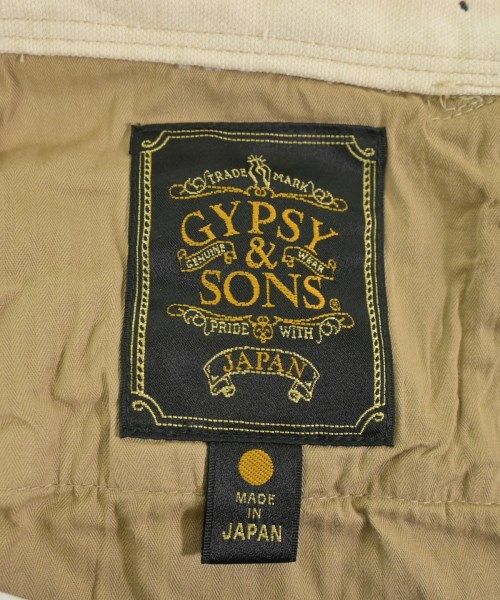 TRADE MARK
GYPSY
GENUINE & WEAR
SONS®
PRIDE WITH
JAPAN
MADE
IN
JAPAN